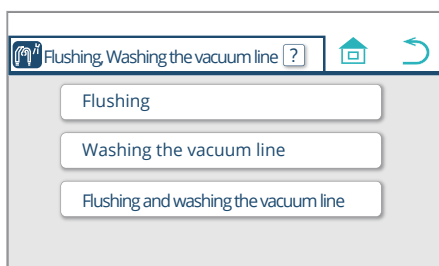 Flushing, Washing the vacuum line ?
Flushing
Washing the vacuum line
Flushing and washing the vacuum line